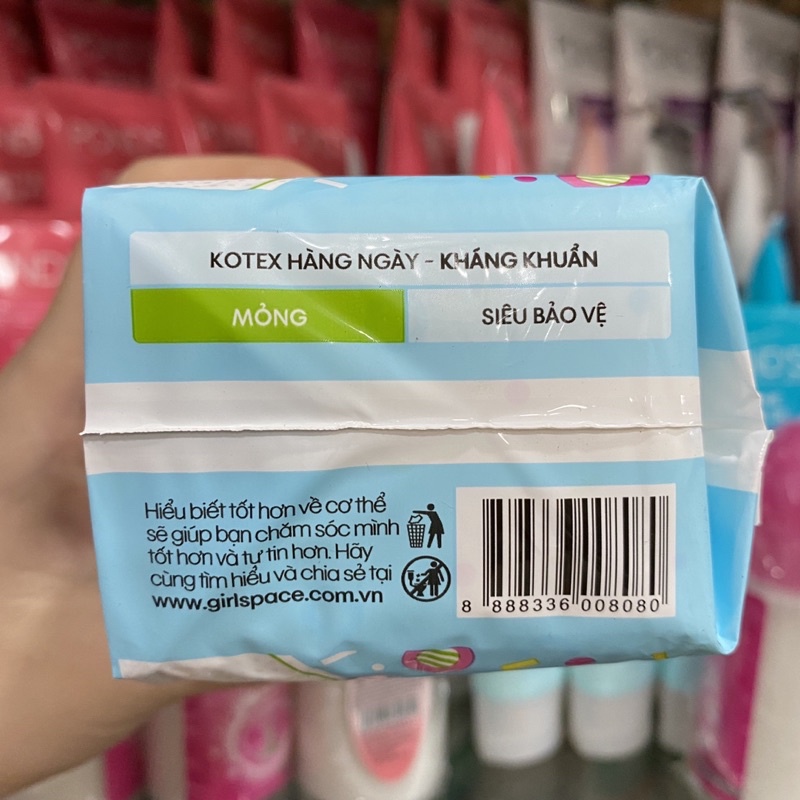 KOTEX HÀNG NGÀY - KHÁNG KHUẨN
MỎNG
SIÊU BẢO VỆ
Hiểu biết tốt hơn về cơ thể
sẽ giúp bạn chăm sóc mình
tốt hơn và tự tin hơn. Hãy
cùng tìm hiểu và chia sẻ tại
www.girlspace.com.vn
8 888336 008080